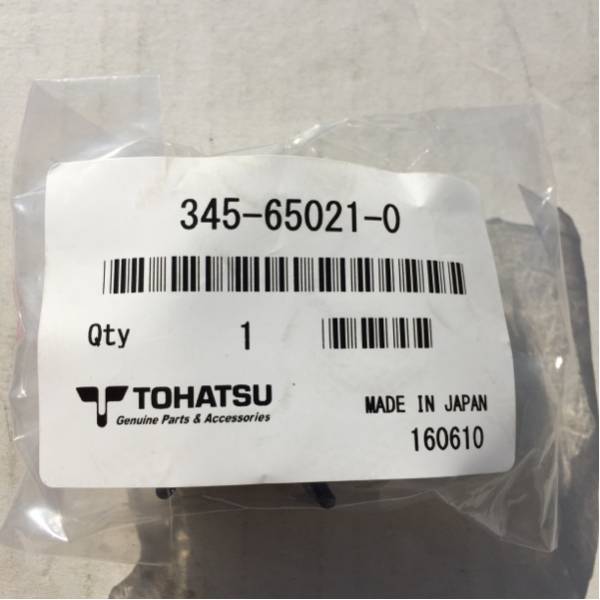 345-65021-0
Qty 1
TOHATSU
Genuine Parts & Accessories
MADE IN JAPAN
160610